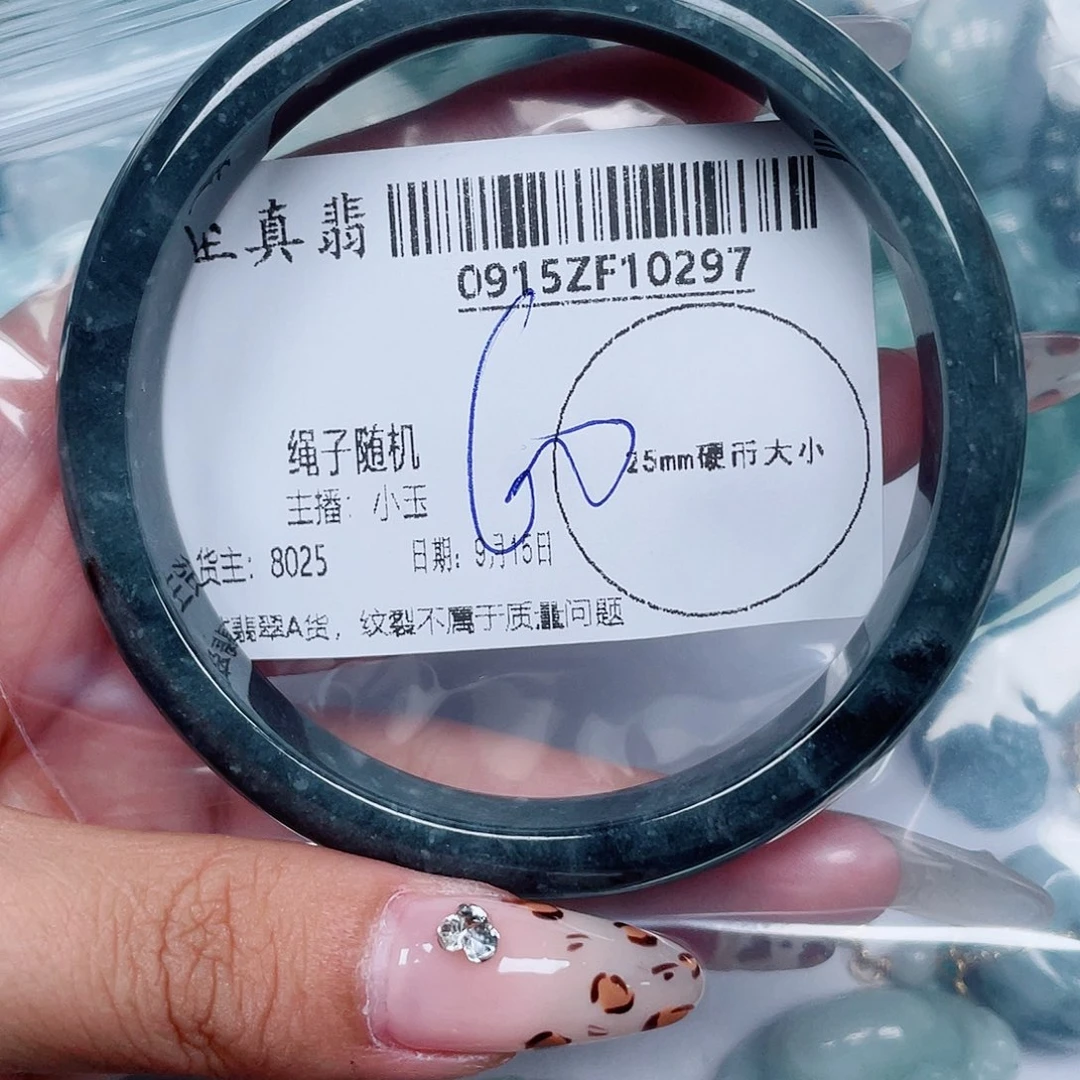 真翡
0915ZF10297
60
25mm硬币大小
绳子随机
主播：小玉
货主：8025
日期：9月15日
翡翠A货，纹裂不属于质量问题